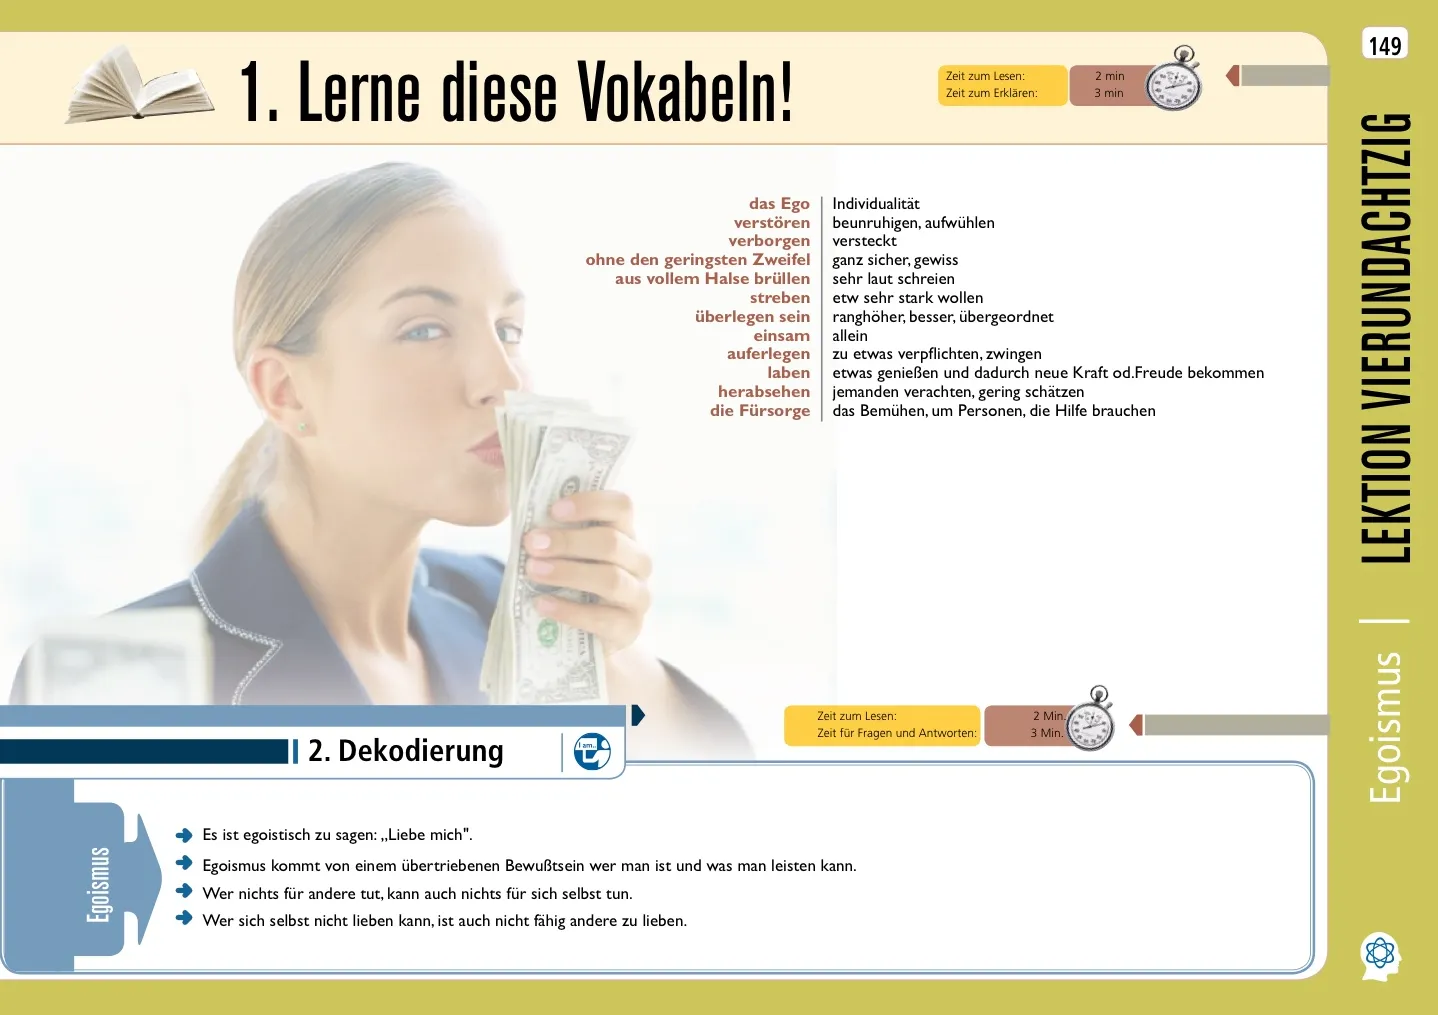 149
1. Lerne diese Vokabeln!
Zeit zum Lesen: 2 min
Zeit zum Erklären: 3 min
das Ego Individualität
verstören beunruhigen, aufwühlen
verborgen versteckt
ohne den geringsten Zweifel ganz sicher, gewiss
aus vollem Halse brüllen sehr laut schreien
streben etw sehr stark wollen
überlegen sein ranghöher, besser, übergeordnet
einsam allein
auferlegen zu etwas verpflichten, zwingen
laben etwas genießen und dadurch neue Kraft od.Freude bekommen
herabsehen jemanden verachten, gering schätzen
die Fürsorge das Bemühen, um Personen, die Hilfe brauchen
LEKTION VIERUNDACHTZIG
Egoismus
2. Dekodierung
I am..
Zeit zum Lesen: 2 Min.
Zeit für Fragen und Antworten: 3 Min.
Egoismus
Es ist egoistisch zu sagen: ,,Liebe mich".
Egoismus kommt von einem übertriebenen Bewußtsein wer man ist und was man leisten kann.
Wer nichts für andere tut, kann auch nichts für sich selbst tun.
Wer sich selbst nicht lieben kann, ist auch nicht fähig andere zu lieben.